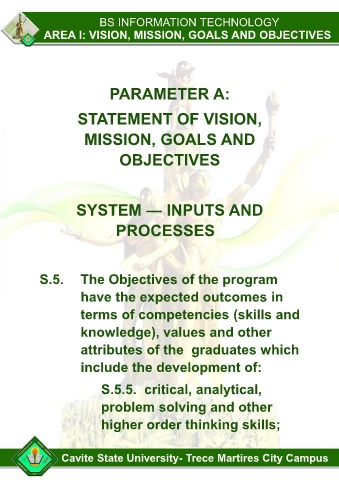 BS INFORMATION TECHNOLOGY
AREA I: VISION, MISSION, GOALS AND OBJECTIVES
PARAMETER A:
STATEMENT OF VISION,
MISSION, GOALS AND
OBJECTIVES
SYSTEM — INPUTS AND
PROCESSES
S.5. The Objectives of the program
have the expected outcomes in
terms of competencies (skills and
knowledge), values and other
attributes of the graduates which
include the development of:
S.5.5. critical, analytical,
problem solving and other
higher order thinking skills;
Cavite State University- Trece Martires City Campus